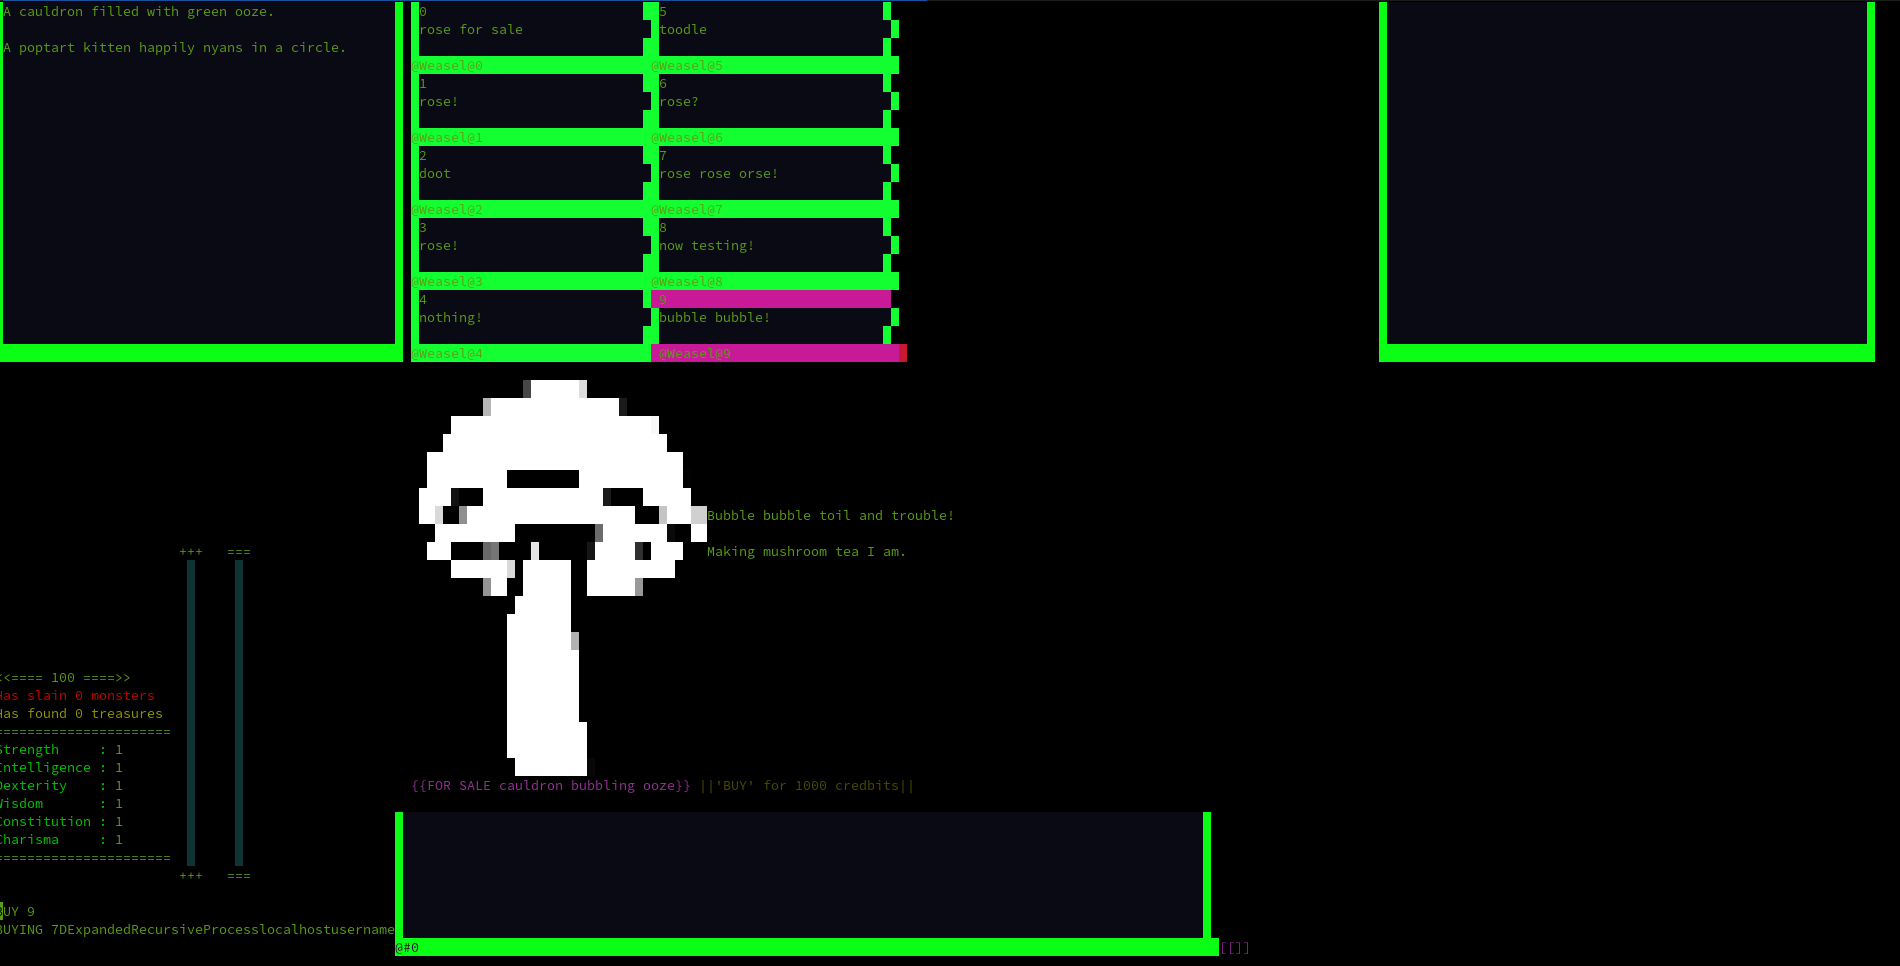 A cauldron filled with green ooze.
A poptart kitten happily nyans in a circle.
0
rose for sale
@Weasel@0
1
rose!
@Weasel@1
2
doot
@Weasel@2
3
rose!
@Weasel@3
4
nothing!
@Weasel@4
5
toodle
@Weasel@5
6
rose?
@Weasel@6
7
rose rose orse!
@Weasel@7
8
now testing!
@Weasel@8
9
bubble bubble!
@Weasel@9
Bubble bubble toil and trouble!
Making mushroom tea I am.
+++ ===
<<==== 100 ====>>
Has slain 0 monsters
Has found 0 treasures
======================
Strength : 1
Intelligence : 1
Dexterity : 1
Wisdom : 1
Constitution : 1
Charisma : 1
======================
+++ ===
{{FOR SALE cauldron bubbling ooze}} ||'BUY' for 1000 credbits||
BUY 9
BUYING 7DExpandedRecursiveProcesslocalhostusername
@#0
[[]]